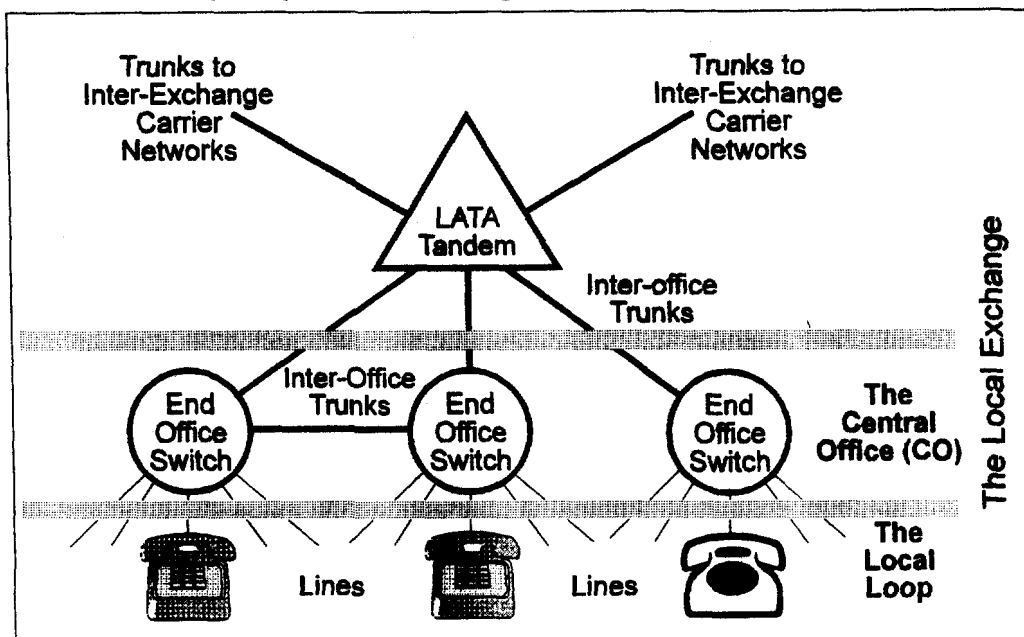 Trunks to
Inter-Exchange
Carrier
Networks
Trunks to
Inter-Exchange
Carrier
Networks
LATA
Tandem
Inter-office
Trunks
The Local Exchange
Inter-Office
Trunks
End
Office
Switch
End
Office
Switch
End
Office
Switch
The
Central
Office (CO)
Lines
Lines
The
Local
Loop